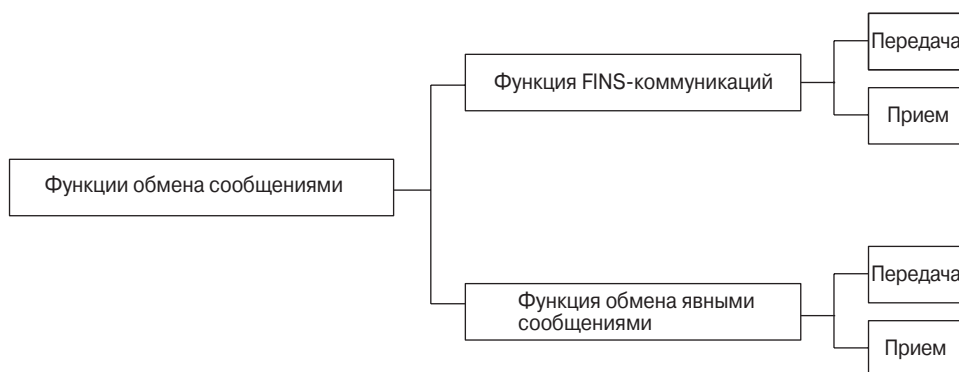 Передача
Функция FINS-коммуникаций
Прием
Функции обмена сообщениями
Передача
Функция обмена явными
сообщениями
Прием